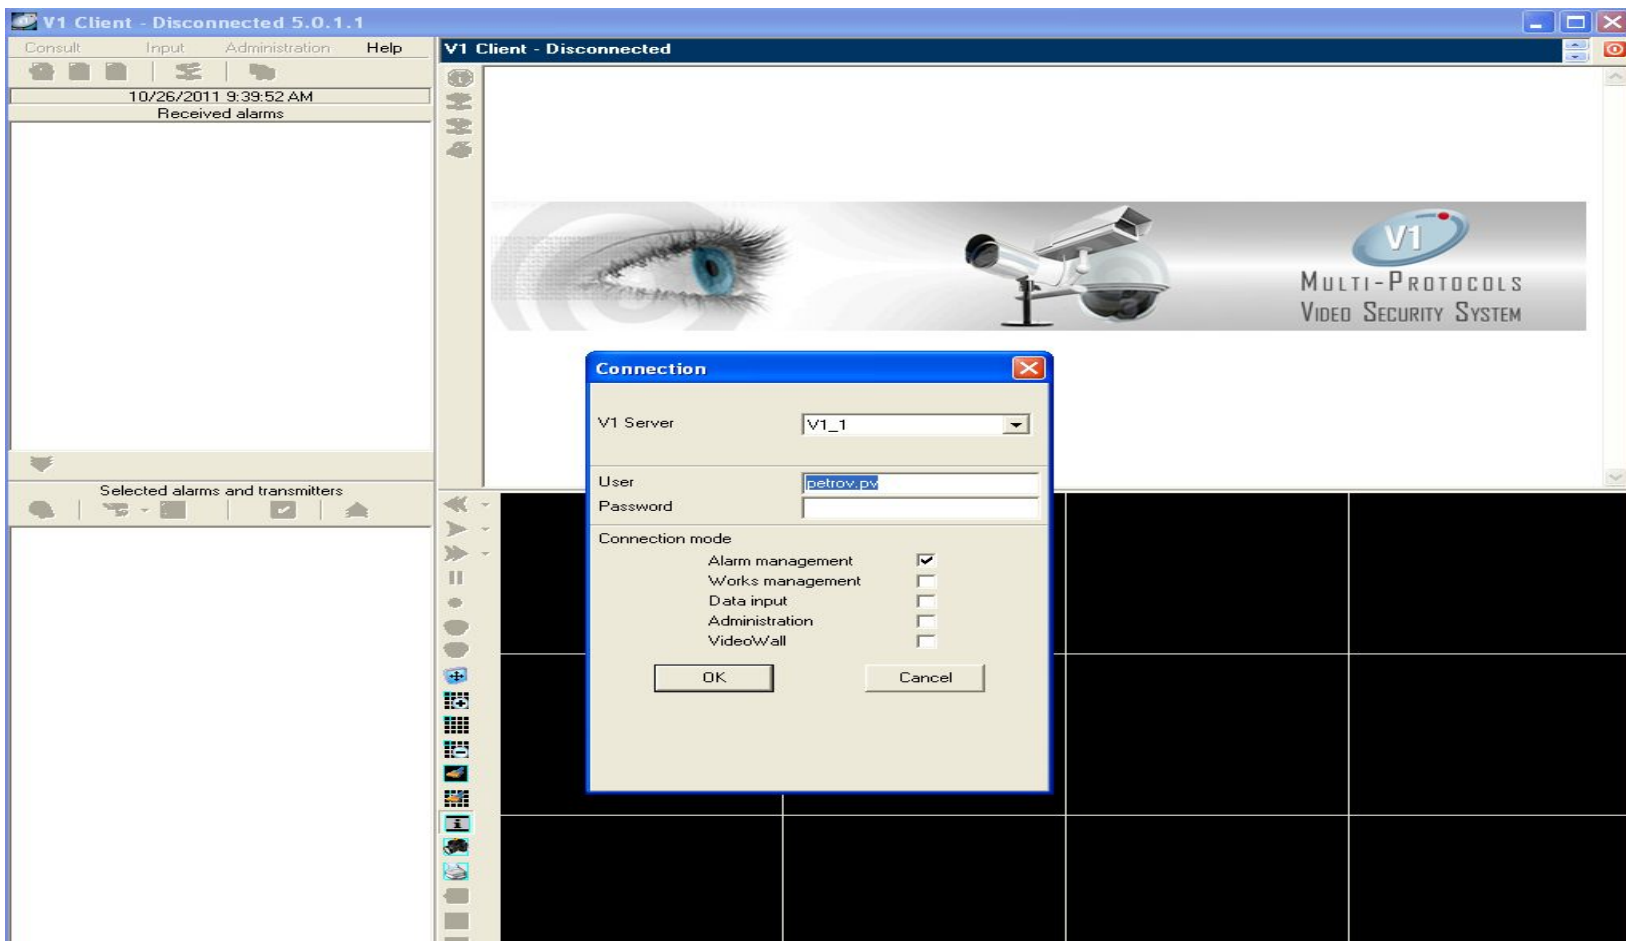 V1 Client - Disconnected 5.0.1.1
Consult Input Administration Help
10/26/2011 9:39:52 AM
Received alarms
Selected alarms and transmitters
V1 Client - Disconnected
V1
MULTI-PROTOCOLS
VIDEO SECURITY SYSTEM
Connection
V1 Server V1_1
User petrov.pv
Password
Connection mode
Alarm management
Works management
Data input
Administration
VideoWall
OK Cancel